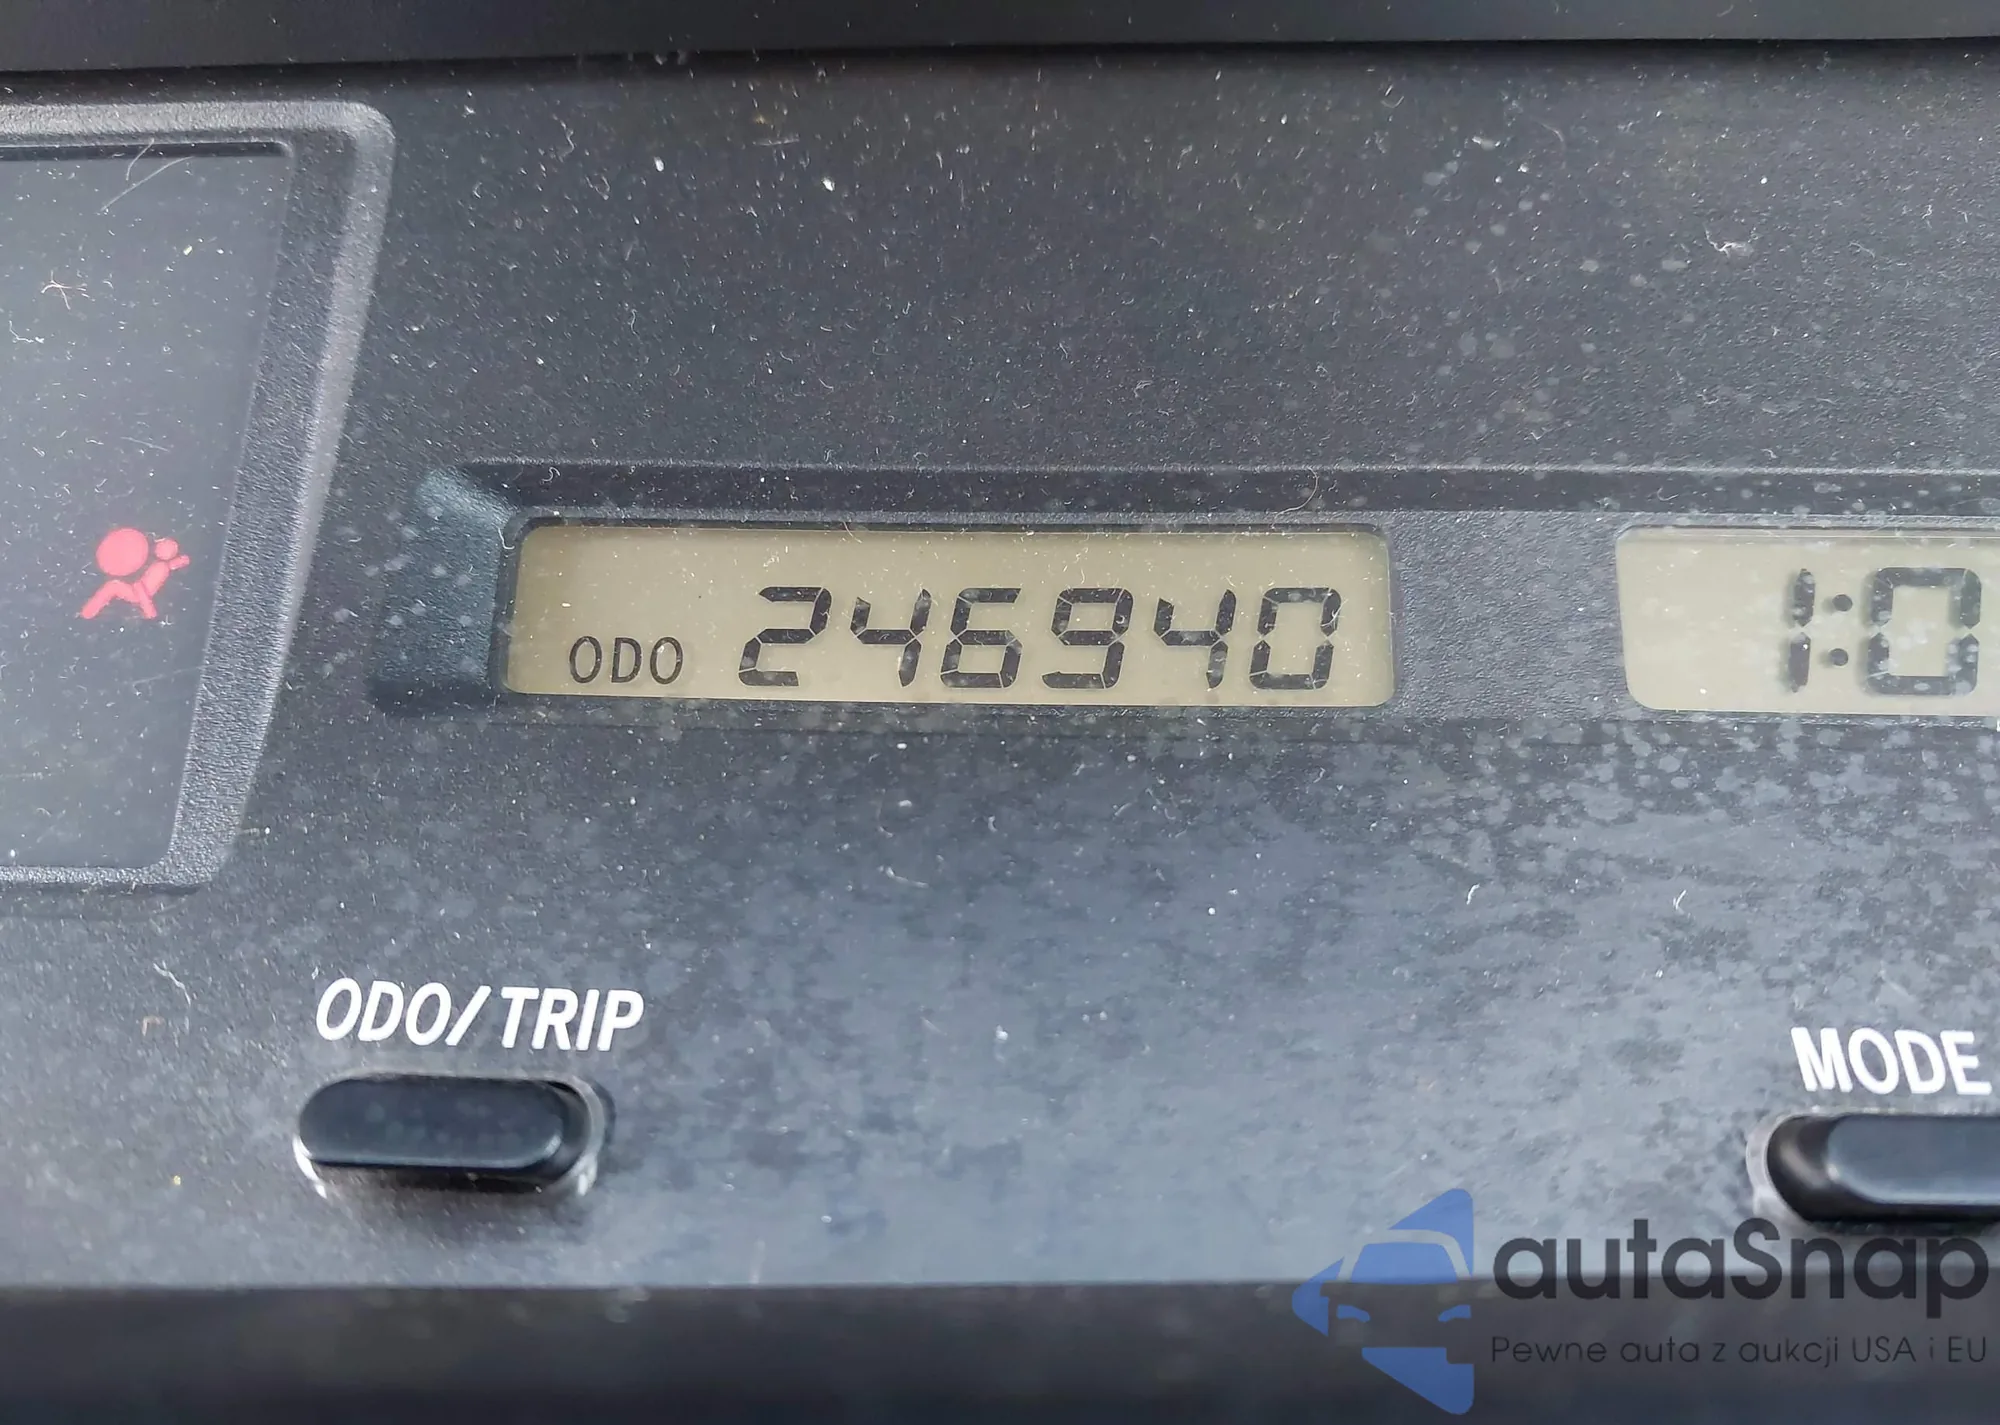 ODO 246940
1:0
ODO/TRIP
MODE
autaSnap
Pewne auta z aukcji USA i EU